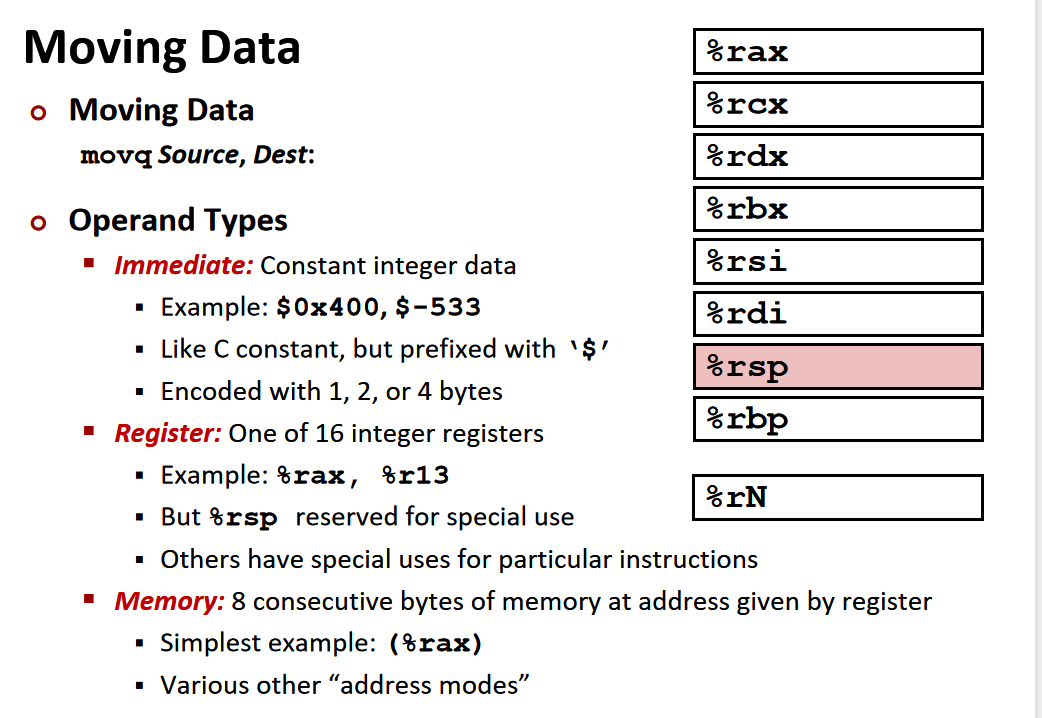 Moving Data
Moving Data
movq Source, Dest:
Operand Types
Immediate: Constant integer data
Example: $0x400, $-533
Like C constant, but prefixed with ‘$’
Encoded with 1, 2, or 4 bytes
Register: One of 16 integer registers
Example: %rax, %r13
But %rsp reserved for special use
Others have special uses for particular instructions
Memory: 8 consecutive bytes of memory at address given by register
Simplest example: (%rax)
Various other “address modes”
%rax
%rcx
%rdx
%rbx
%rsi
%rdi
%rsp
%rbp
%rN